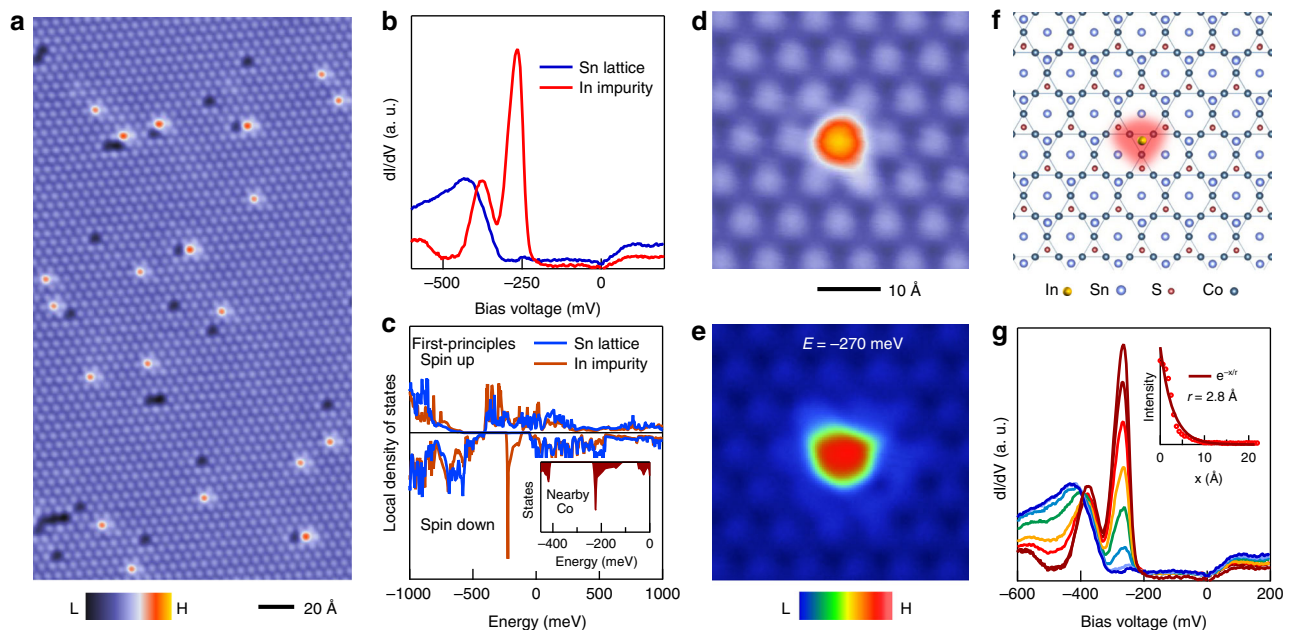 a
L H 20 Å
b
dI/dV (a. u.)
Sn lattice
In impurity
−500 −250 0
Bias voltage (mV)
c
Local density of states
First-principles
Spin up
Sn lattice
In impurity
Spin down
States
Nearby
Co
−400 −200 0
Energy (meV)
−1000 −500 0 500 1000
Energy (meV)
d
10 Å
e
E = −270 meV
L H
f
In Sn S Co
g
dI/dV (a. u.)
Intensity
e−x/r
r = 2.8 Å
0 10 20
x (Å)
−600 −400 −200 0 200
Bias voltage (mV)